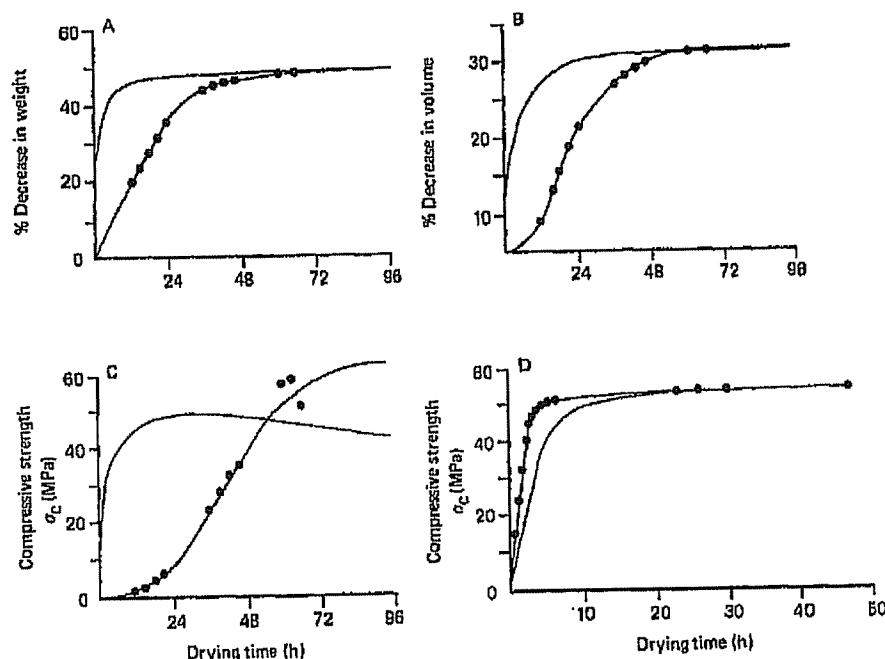 A
% Decrease in weight
60
40
20
0
24 48 72 96
B
% Decrease in volume
30
20
10
24 48 72 96
C
Compressive strength
σC (MPa)
60
40
20
0
24 48 72 96
Drying time (h)
D
Compressive strength
σC (MPa)
60
40
20
0
10 20 30 40 50
Drying time (h)